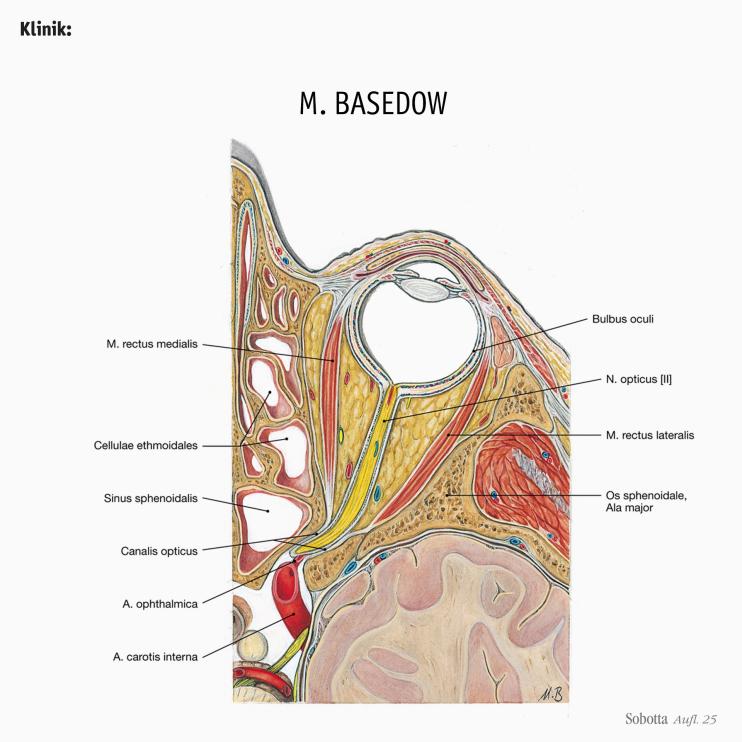 Klinik:
M. BASEDOW
Bulbus oculi
M. rectus medialis
N. opticus [II]
M. rectus lateralis
Cellulae ethmoidales
Sinus sphenoidalis
Os sphenoidale,
Ala major
Canalis opticus
A. ophthalmica
A. carotis interna
M.B
Sobotta Aufl. 25